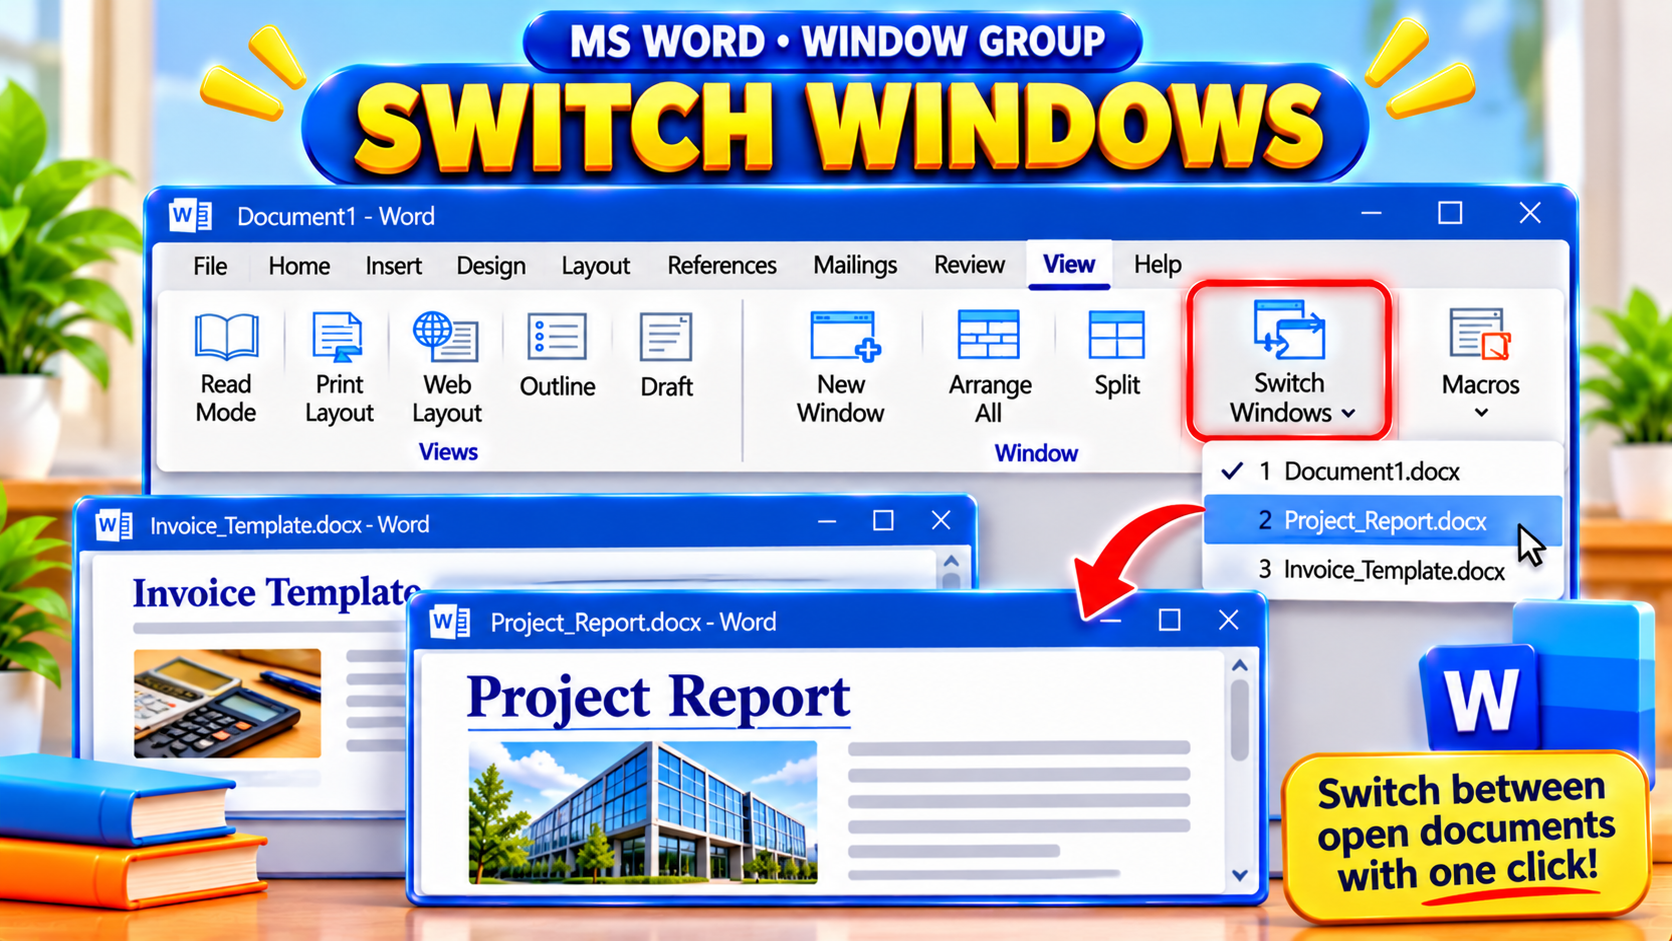 MS WORD • WINDOW GROUP
SWITCH WINDOWS
W
Document1 - Word
File Home Insert Design Layout References Mailings Review View Help
Read Mode
Print Layout
Web Layout
Outline
Draft
Views
New Window
Arrange All
Split
Switch Windows
Macros
Window
✓ 1 Document1.docx
2 Project_Report.docx
3 Invoice_Template.docx
W
Invoice_Template.docx - Word
Invoice Template
W
Project_Report.docx - Word
Project Report
W
Switch between
open documents
with one click!